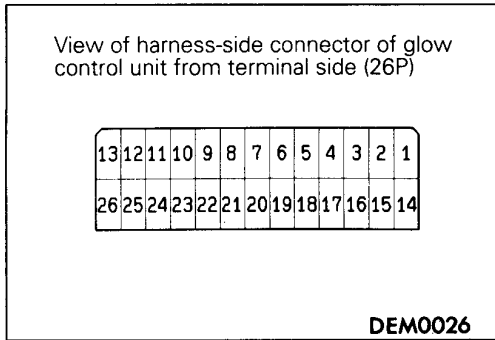 View of harness-side connector of glow
control unit from terminal side (26P)
13 12 11 10 9 8 7 6 5 4 3 2 1
26 25 24 23 22 21 20 19 18 17 16 15 14
DEM0026